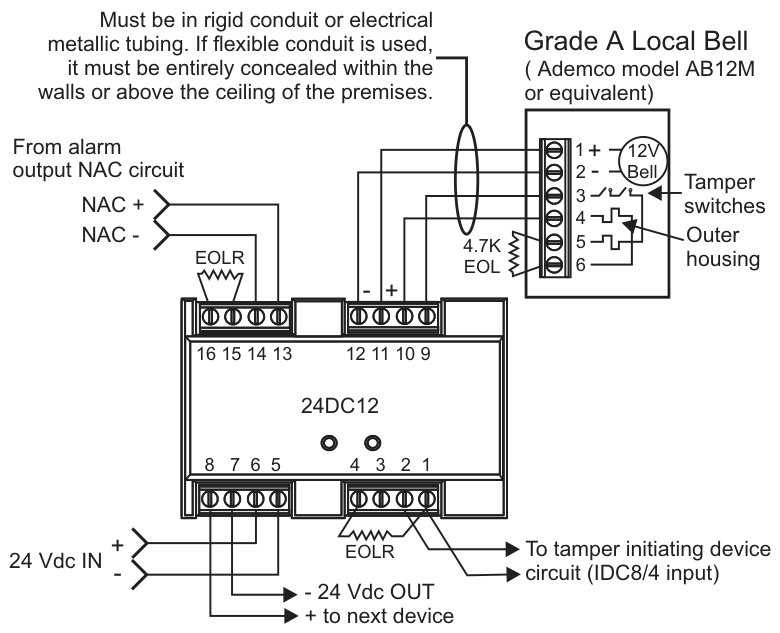 Must be in rigid conduit or electrical
metallic tubing. If flexible conduit is used,
it must be entirely concealed within the
walls or above the ceiling of the premises.
Grade A Local Bell
( Ademco model AB12M
or equivalent)
From alarm
output NAC circuit
NAC +
NAC -
EOLR
4.7K
EOL
1 +
2 -
3
4
5
6
12V
Bell
Tamper
switches
Outer
housing
- +
16 15 14 13
12 11 10 9
24DC12
8 7 6 5
4 3 2 1
EOLR
24 Vdc IN
+
-
To tamper initiating device
circuit (IDC8/4 input)
- 24 Vdc OUT
+ to next device